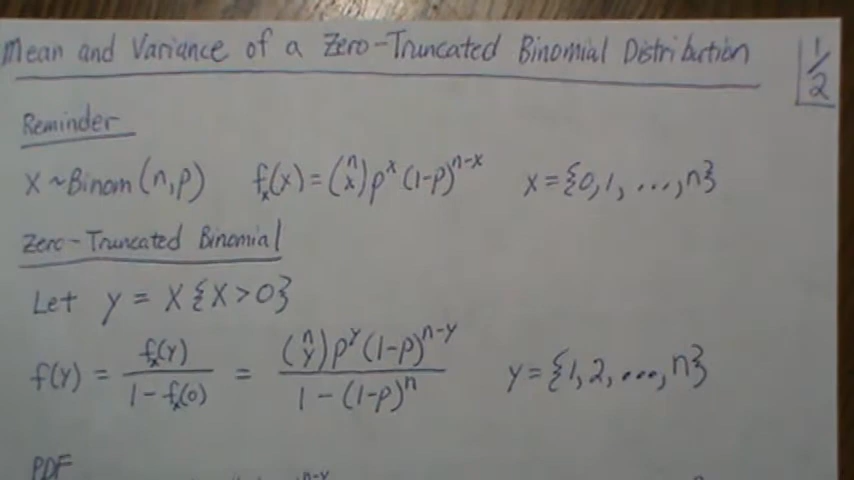 Mean and Variance of a Zero-Truncated Binomial Distribution
1/2
Reminder
X ~ Binom(n,p) fₓ(x) = (n x) pˣ (1-p)ⁿ⁻ˣ x = {0, 1, ..., n}
Zero-Truncated Binomial
Let y = X {X > 0}
f(y) = fₓ(y) / 1 - fₓ(0) = (n y) p^y (1-p)^n-y / 1 - (1-p)^n y = {1, 2, ..., n}
PDF
n-y